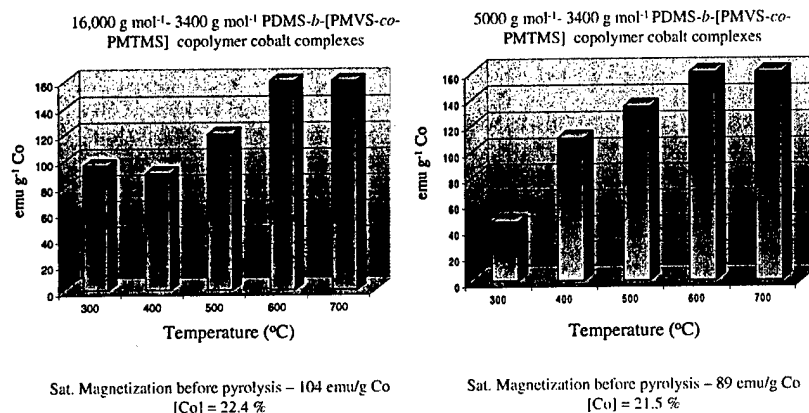 16,000 g mol⁻¹- 3400 g mol⁻¹ PDMS-b-[PMVS-co-
PMTMS] copolymer cobalt complexes
emu g⁻¹ Co
160
140
120
100
80
60
40
20
0
300 400 500 600 700
Temperature (ºC)
Sat. Magnetization before pyrolysis – 104 emu/g Co
[Co] = 22.4 %
5000 g mol⁻¹- 3400 g mol⁻¹ PDMS-b-[PMVS-co-
PMTMS] copolymer cobalt complexes
emu g⁻¹ Co
160
140
120
100
80
60
40
20
0
300 400 500 600 700
Temperature (ºC)
Sat. Magnetization before pyrolysis – 89 emu/g Co
[Co] = 21.5 %